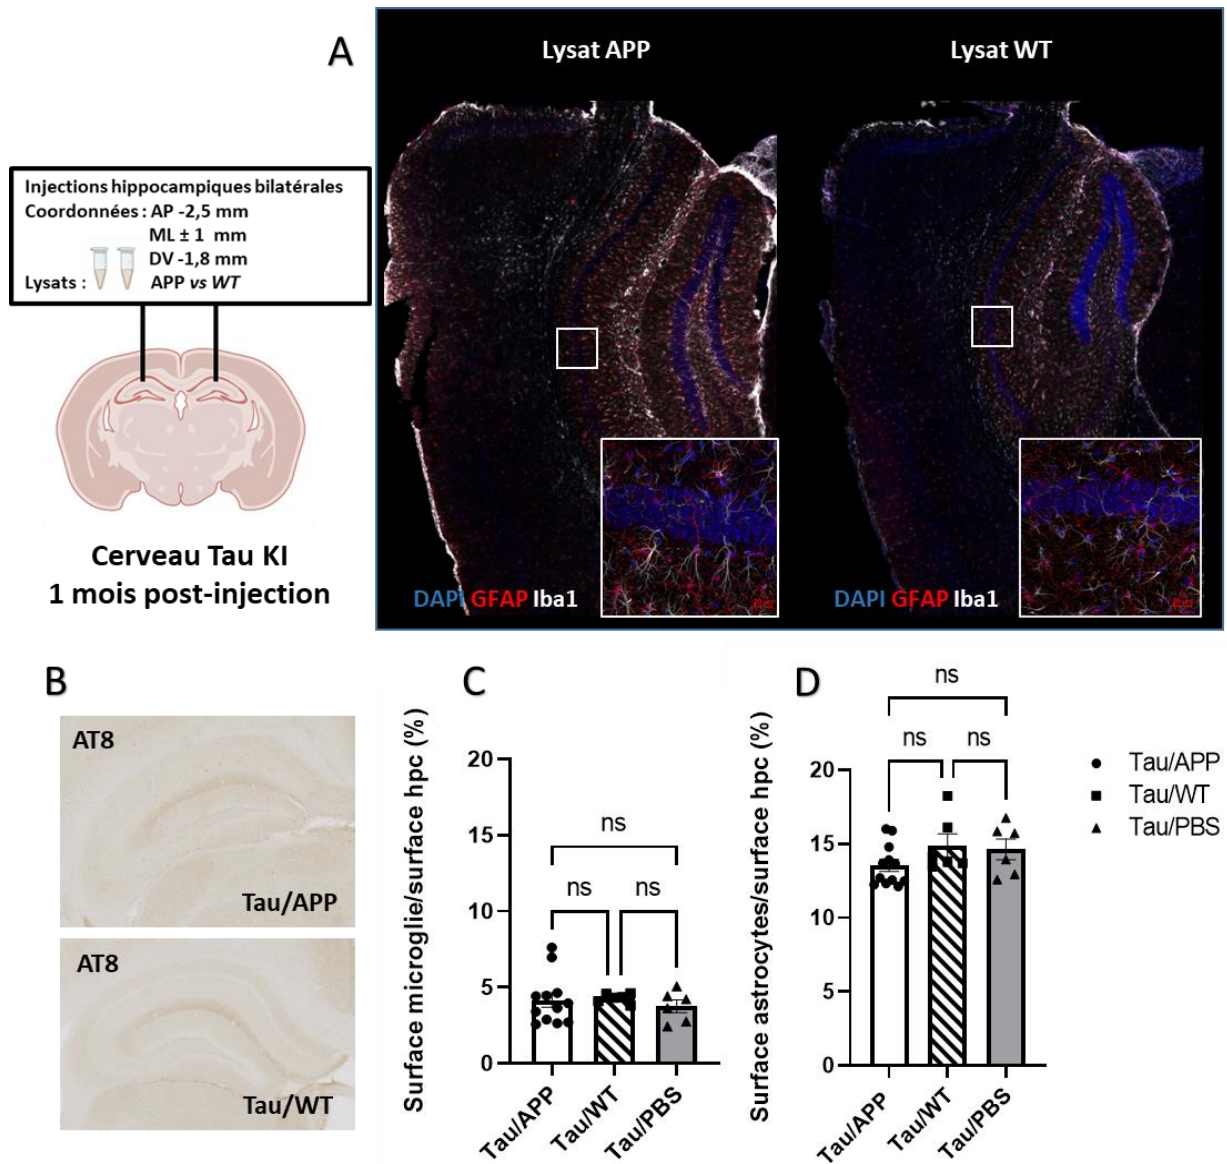 A
Lysat APP
Lysat WT
Injections hippocampiques bilatérales
Coordonnées : AP -2,5 mm
ML ± 1 mm
DV -1,8 mm
Lysats : APP vs WT
Cerveau Tau KI
1 mois post-injection
DAPI GFAP Iba1
DAPI GFAP Iba1
B
AT8
Tau/APP
AT8
Tau/WT
C
Surface microglie/surface hpc (%)
20
15
10
5
0
ns
ns
ns
Tau/APP
Tau/WT
Tau/PBS
D
Surface astrocytes/surface hpc (%)
20
15
10
5
0
ns
ns
ns
Tau/APP
Tau/WT
Tau/PBS
Tau/APP
Tau/WT
Tau/PBS